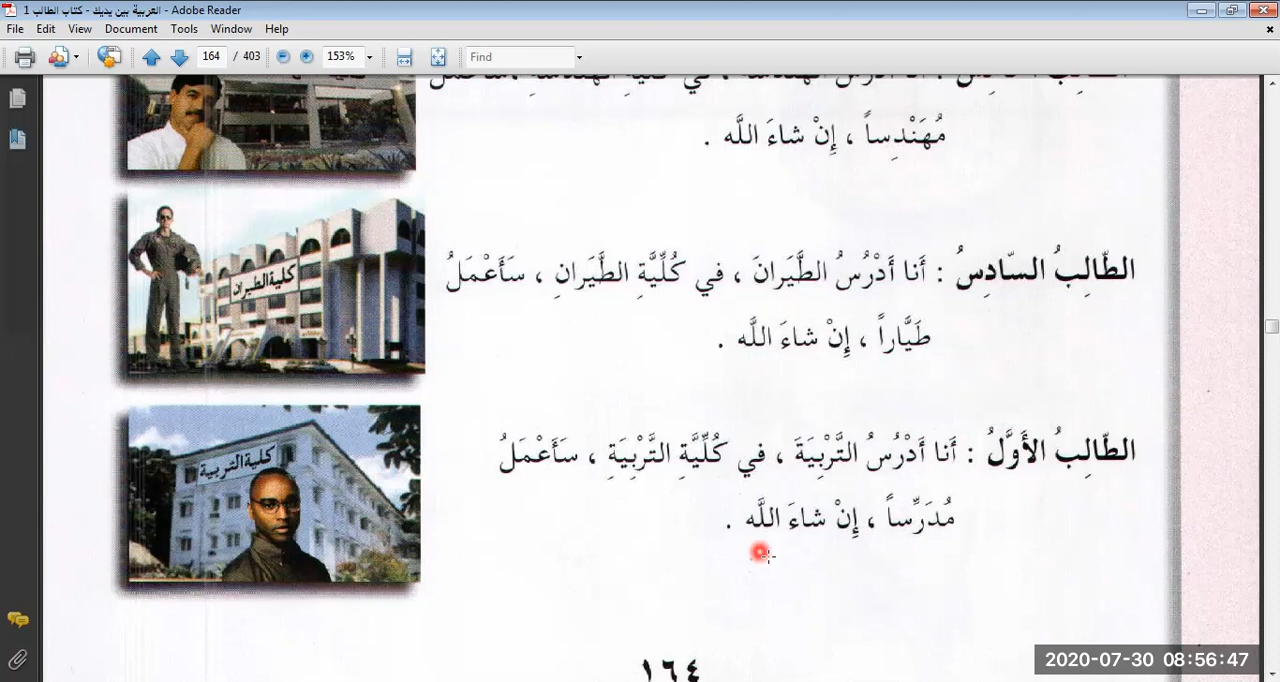 العربية بين يديك - كتاب الطالب 1 - Adobe Reader
File Edit View Document Tools Window Help
164 / 403 153% Find
مُهَنْدِساً ، إِنْ شاءَ اللَّه .
الطّالِبُ السّادِسُ : أَنا أَدْرُسُ الطَّيَرانَ ، في كُلِّيَّةِ الطَّيَرانِ ، سَأَعْمَلُ
طَيَّاراً ، إِنْ شاءَ اللَّه .
كلية الطيران
الطّالِبُ الأَوَّلُ : أَنا أَدْرُسُ التَّرْبِيَةَ ، في كُلِّيَّةِ التَّرْبِيَةِ ، سَأَعْمَلُ
مُدَرِّساً ، إِنْ شاءَ اللَّه .
كلية التربية
١٦٤
2020-07-30 08:56:47